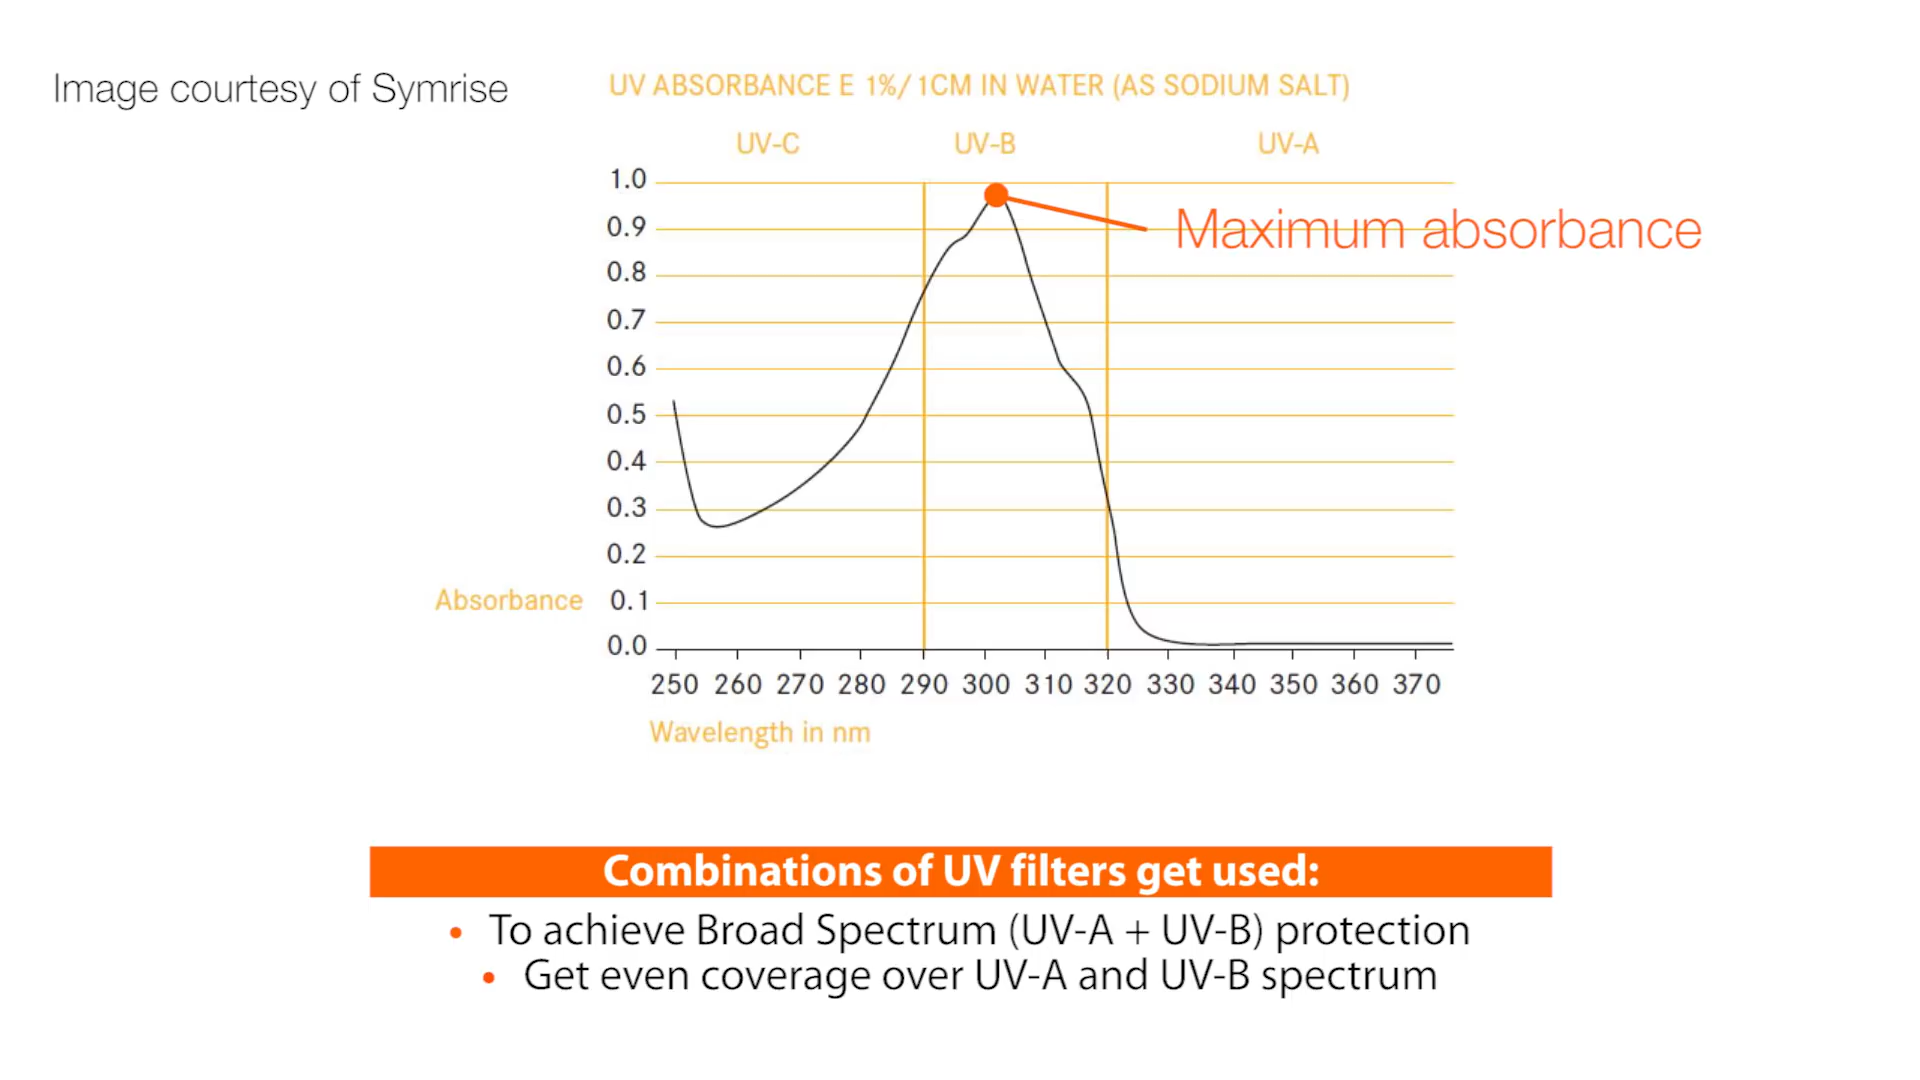 Image courtesy of Symrise
UV ABSORBANCE E 1%/1CM IN WATER (AS SODIUM SALT)
UV-C UV-B UV-A
1.0
Maximum absorbance
0.9
0.8
0.7
0.6
0.5
0.4
0.3
0.2
Absorbance 0.1
0.0
250 260 270 280 290 300 310 320 330 340 350 360 370
Wavelength in nm
Combinations of UV filters get used:
• To achieve Broad Spectrum (UV-A + UV-B) protection
• Get even coverage over UV-A and UV-B spectrum